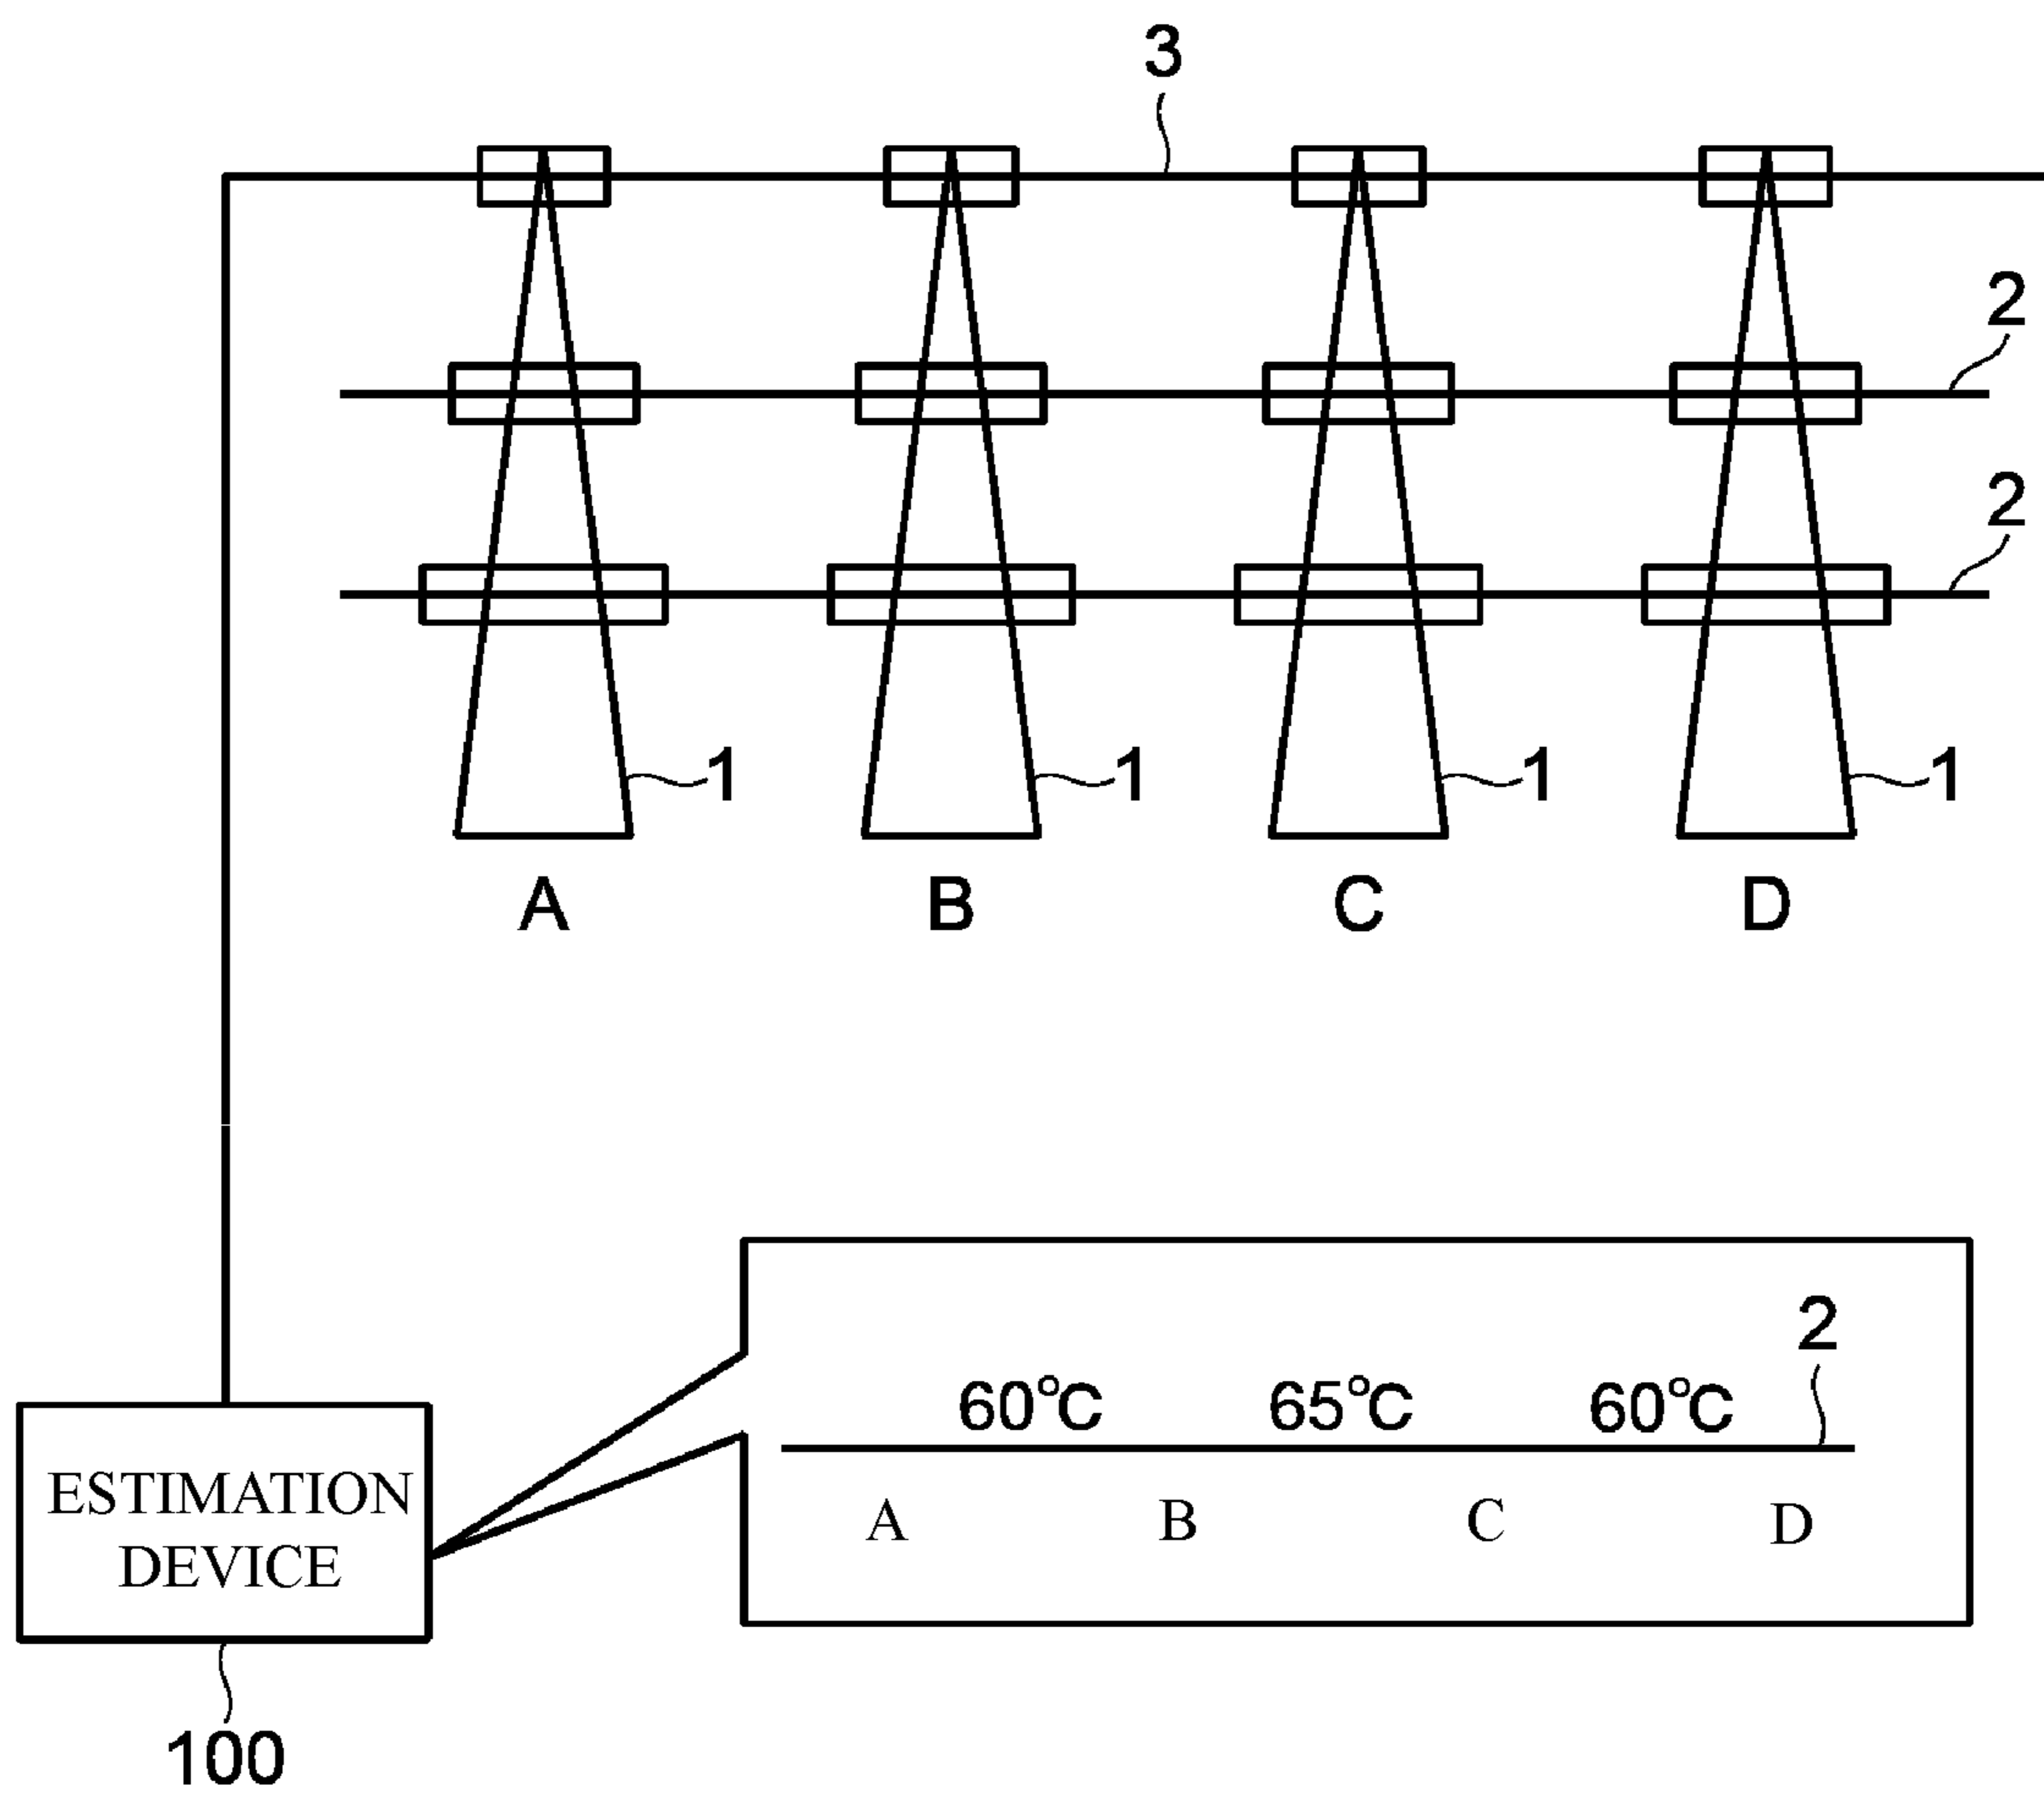 3
2
2
1 1 1 1
A B C D
2
60°C 65°C 60°C
A B C D
ESTIMATION
DEVICE
100